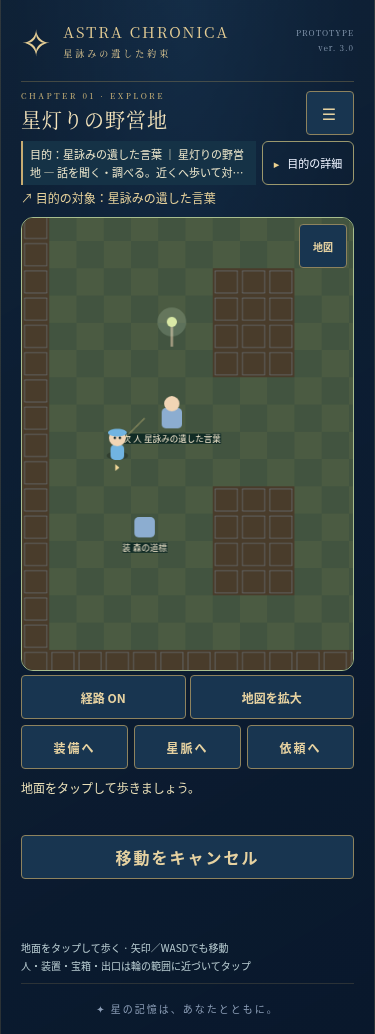 ASTRA CHRONICA
星詠みの遺した約束
PROTOTYPE
ver. 3.0
CHAPTER 01 · EXPLORE
星灯りの野営地
☰
目的：星詠みの遺した言葉 ｜ 星灯りの野営
地 — 話を聞く・調べる。近くへ歩いて対…
▸ 目的の詳細
↗ 目的の対象：星詠みの遺した言葉
地図
次 人 星詠みの遺した言葉
装 森の道標
経路 ON
地図を拡大
装備へ
星脈へ
依頼へ
地面をタップして歩きましょう。
移動をキャンセル
地面をタップして歩く · 矢印／WASDでも移動
人・装置・宝箱・出口は輪の範囲に近づいてタップ
✦ 星の記憶は、あなたとともに。